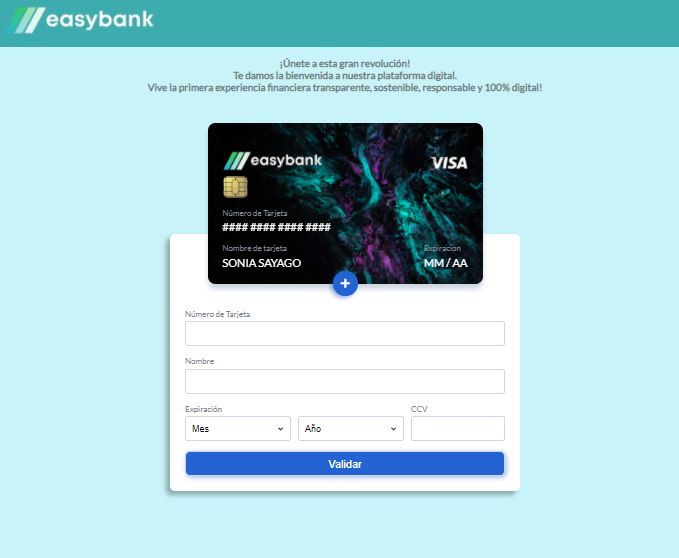 easybank
¡Únete a esta gran revolución!
Te damos la bienvenida a nuestra plataforma digital.
Vive la primera experiencia financiera transparente, sostenible, responsable y 100% digital!
easybank VISA
Número de Tarjeta
#### #### #### ####
Nombre de tarjeta Expiracion
SONIA SAYAGO MM / AA
+
Número de Tarjeta
Nombre
Expiración CCV
Mes Año
Validar